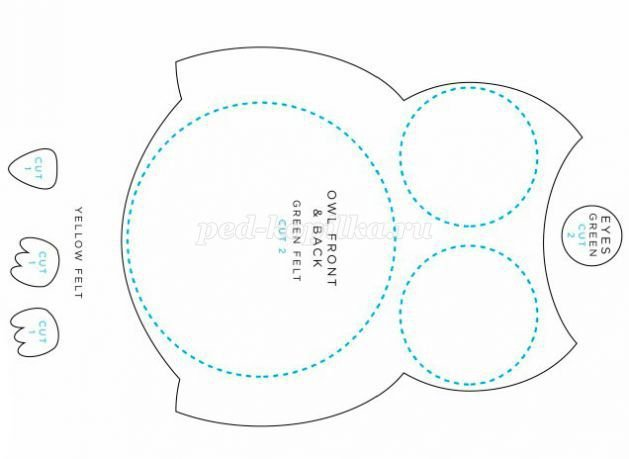 OWL FRONT
& BACK
GREEN FELT
CUT 2
EYES
GREEN
CUT
2
YELLOW FELT
CUT
1
CUT
1
CUT
1
ped-kopilka.ru